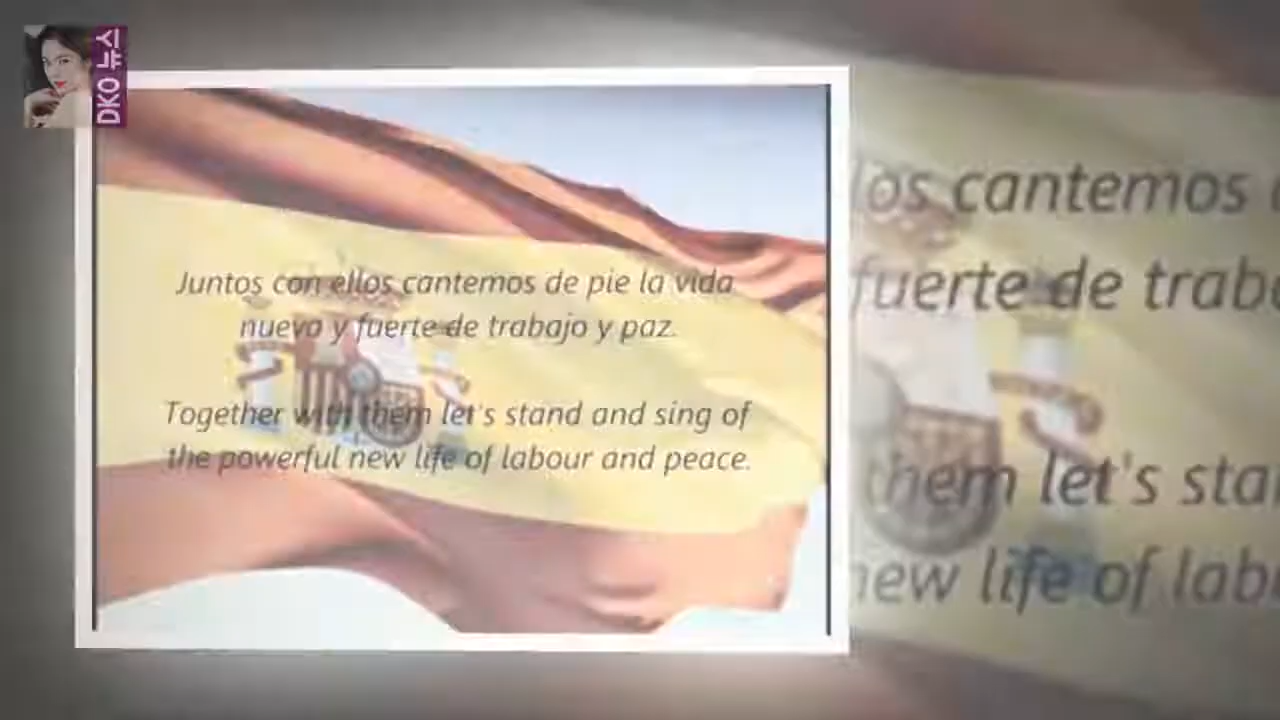 DKO 뉴스
Juntos con ellos cantemos de pie la vida
nueva y fuerte de trabajo y paz.
Together with them let's stand and sing of
the powerful new life of labour and peace.
los cantemos
fuerte de trab
them let's sta
new life of lab